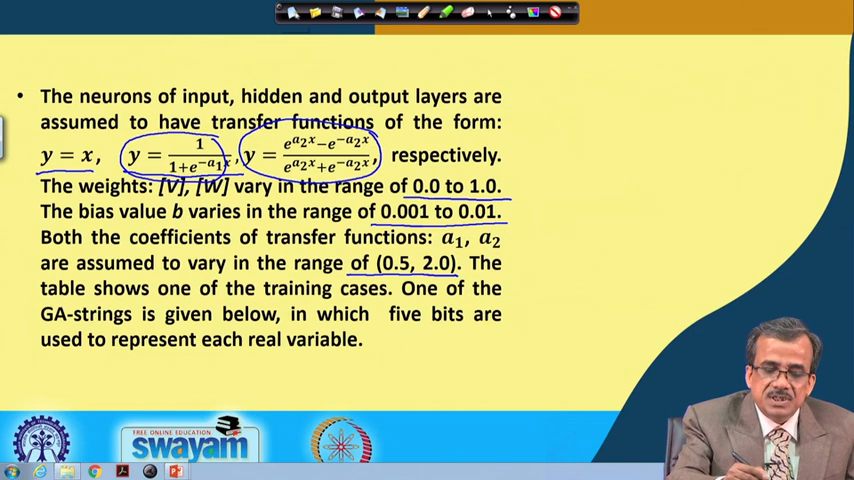 • The neurons of input, hidden and output layers are
assumed to have transfer functions of the form:
y = x, y = 1/(1+e^{-a_1x}), y = (e^{a_2x}-e^{-a_2x})/(e^{a_2x}+e^{-a_2x}), respectively.
The weights: [V], [W] vary in the range of 0.0 to 1.0.
The bias value b varies in the range of 0.001 to 0.01.
Both the coefficients of transfer functions: a_1, a_2
are assumed to vary in the range of (0.5, 2.0). The
table shows one of the training cases. One of the
GA-strings is given below, in which five bits are
used to represent each real variable.
FREE ONLINE EDUCATION
swayam